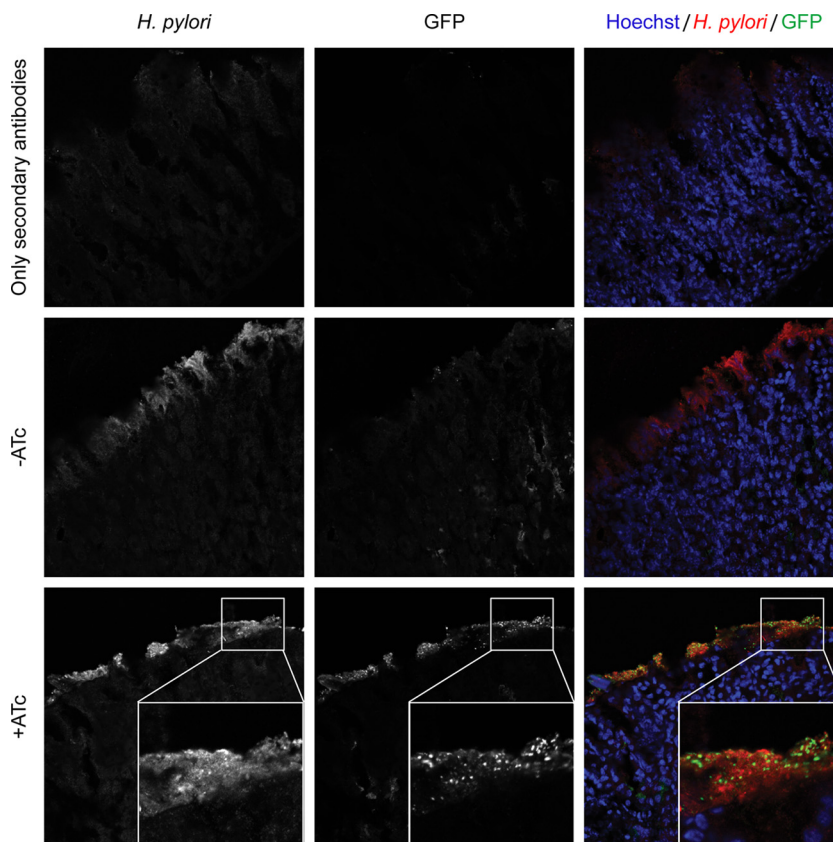 H. pylori GFP Hoechst/H. pylori/GFP
Only secondary antibodies
-ATc
+ATc